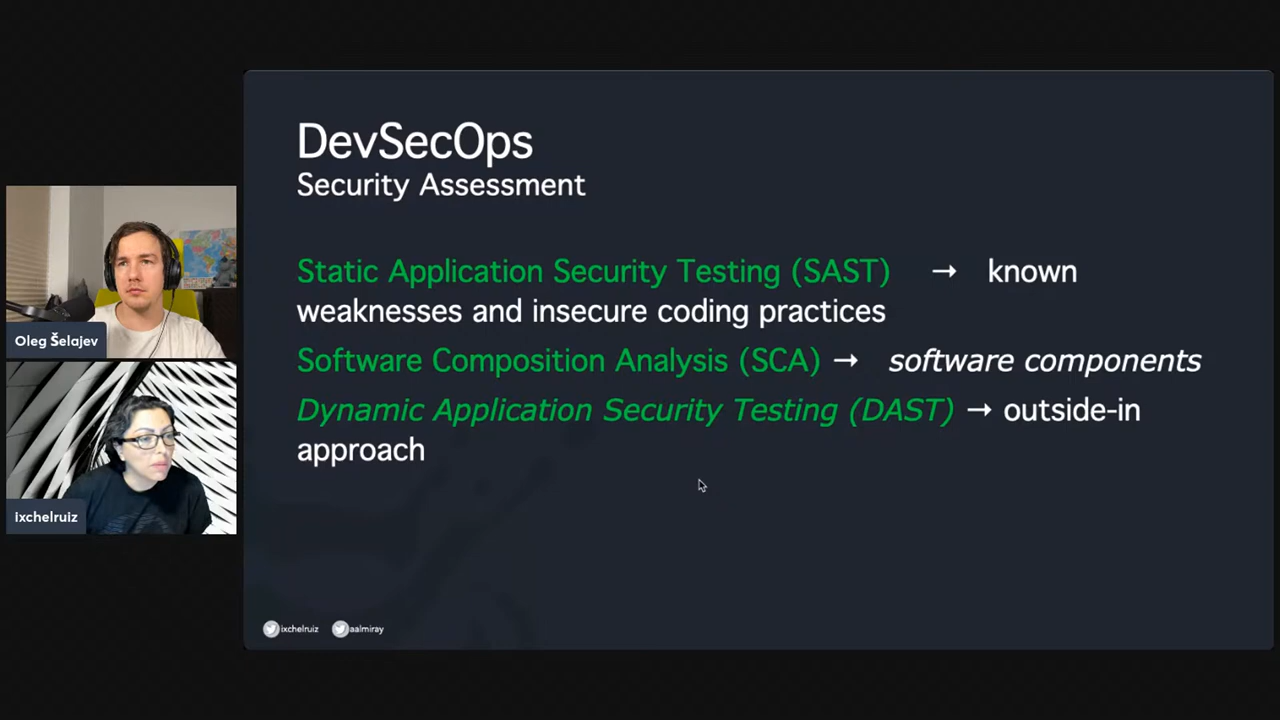 DevSecOps
Security Assessment
Static Application Security Testing (SAST) → known
weaknesses and insecure coding practices
Software Composition Analysis (SCA) → software components
Dynamic Application Security Testing (DAST) → outside-in
approach
Oleg Šelajev
ixchelruiz
ixchelruiz
aalmiray